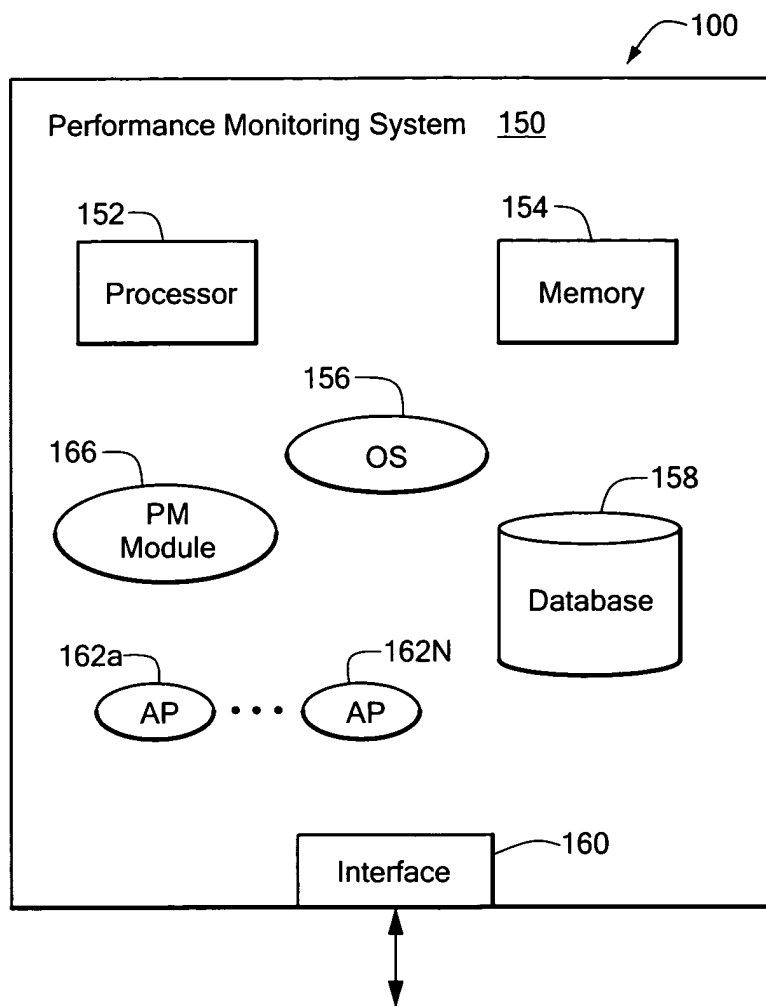 100
Performance Monitoring System 150
152
154
Processor
Memory
156
OS
166
PM
Module
158
Database
162a
162N
AP • • • AP
160
Interface